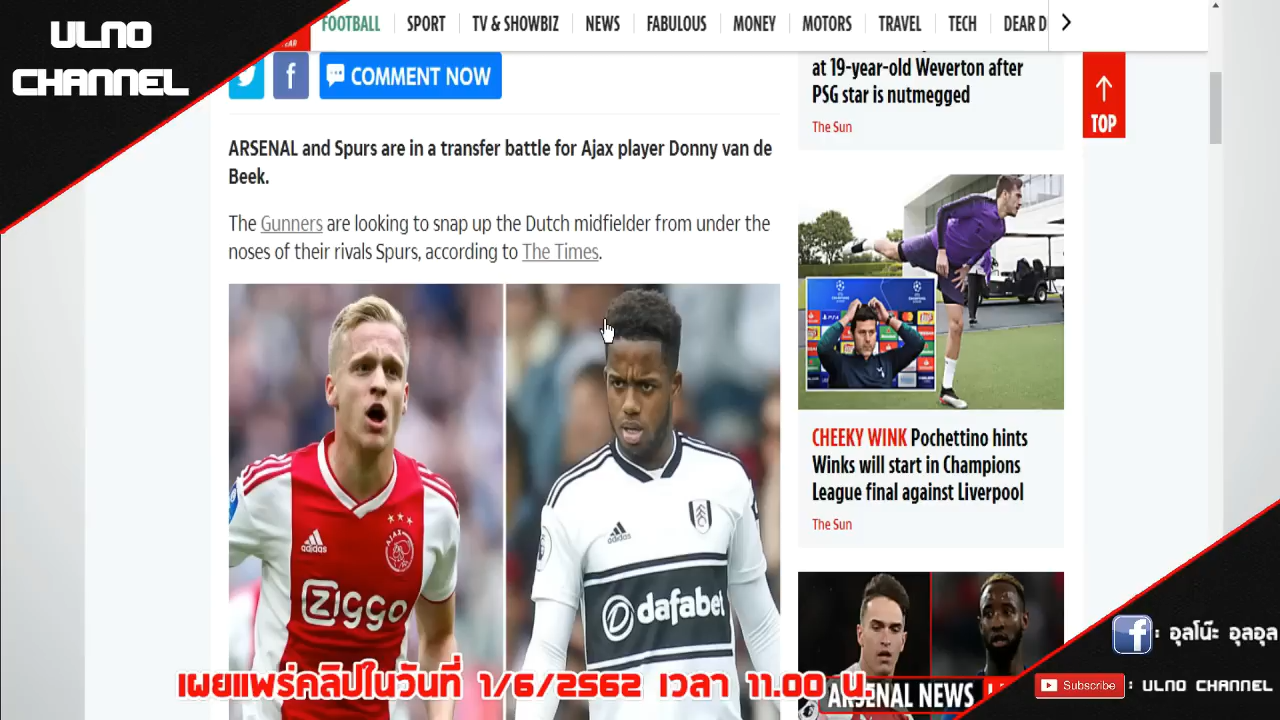 ULNO
CHANNEL
FOOTBALL
SPORT
TV & SHOWBIZ
NEWS
FABULOUS
MONEY
MOTORS
TRAVEL
TECH
DEAR D
COMMENT NOW
ARSENAL and Spurs are in a transfer battle for Ajax player Donny van de
Beek.
The Gunners are looking to snap up the Dutch midfielder from under the
noses of their rivals Spurs, according to The Times.
AJAX
adidas
Ziggo
adidas
dafabet
at 19-year-old Weverton after
PSG star is nutmegged
The Sun
TOP
CHEEKY WINK Pochettino hints
Winks will start in Champions
League final against Liverpool
The Sun
ARSENAL NEWS
: อุลโน๊ะ อุลอุล
Subscribe : ULNO CHANNEL
เผยแพร่คลิปในวันที่ 1/6/2562 เวลา 11.00 น.